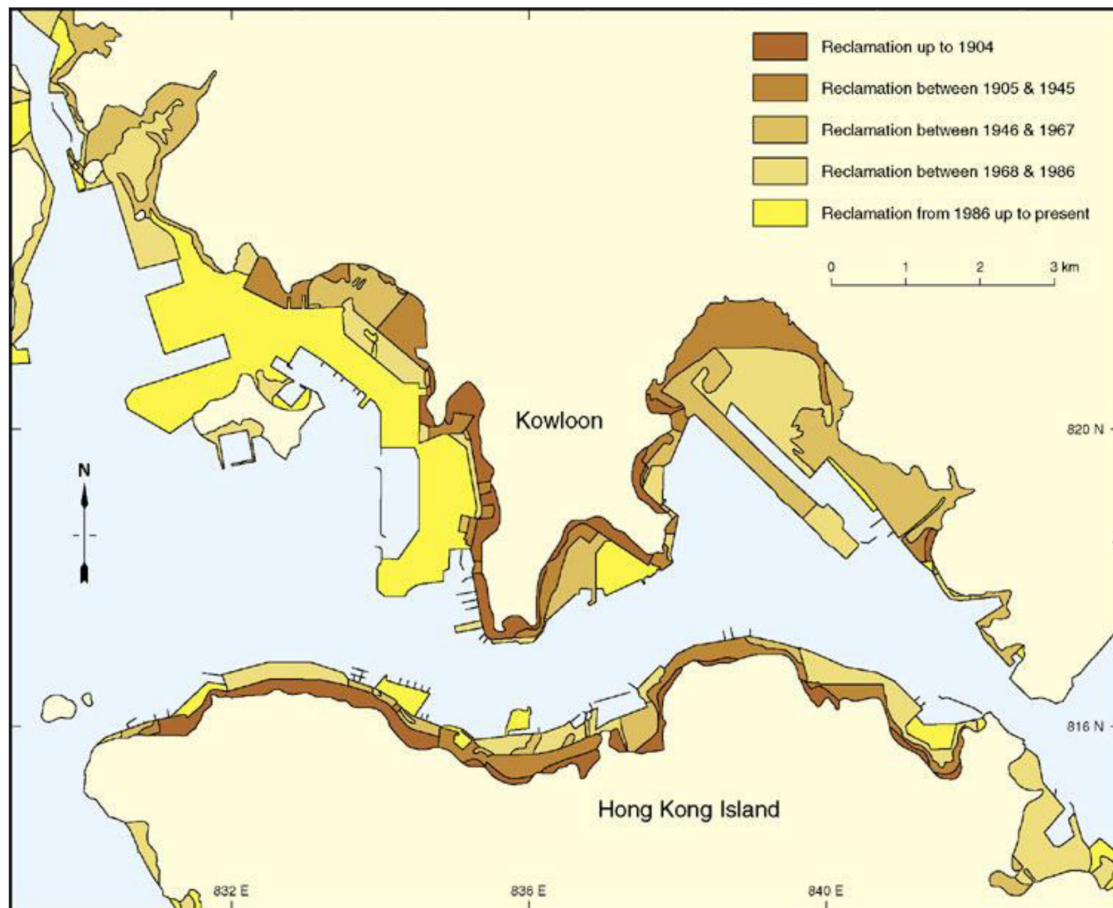 Reclamation up to 1904
Reclamation between 1905 & 1945
Reclamation between 1946 & 1967
Reclamation between 1968 & 1986
Reclamation from 1986 up to present
0 1 2 3 km
Kowloon
820 N
N
816 N
Hong Kong Island
832 E 836 E 840 E